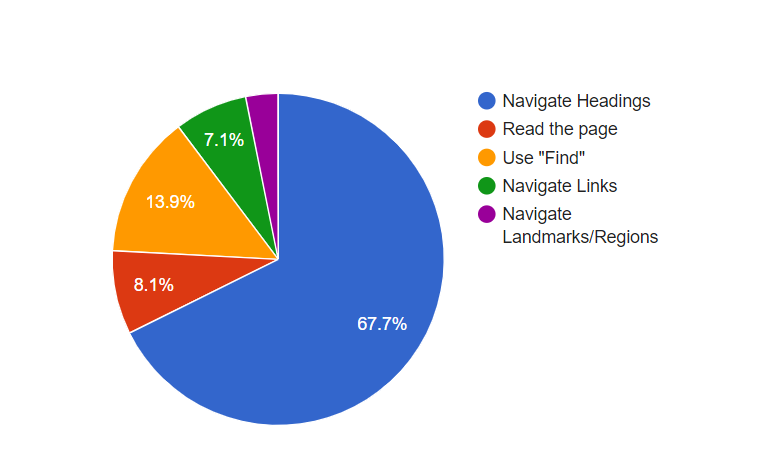 Navigate Headings
Read the page
Use "Find"
Navigate Links
Navigate
Landmarks/Regions
7.1%
13.9%
8.1%
67.7%